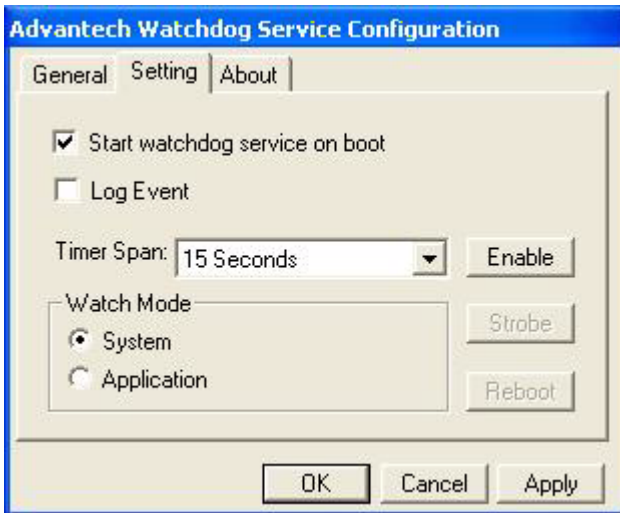 Advantech Watchdog Service Configuration
General Setting About
Start watchdog service on boot
Log Event
Timer Span: 15 Seconds Enable
Watch Mode
System
Strobe
Application
Reboot
OK Cancel Apply